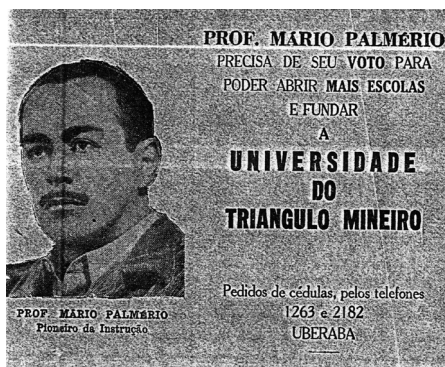 PROF. MÁRIO PALMÉRIO
PRECISA DE SEU VOTO PARA
PODER ABRIR MAIS ESCOLAS
E FUNDAR
A
UNIVERSIDADE
DO
TRIANGULO MINEIRO
Pedidos de cédulas, pelos telefones
1263 e 2182
UBERABA
PROF. MÁRIO PALMÉRIO
Pioneiro da Instrução